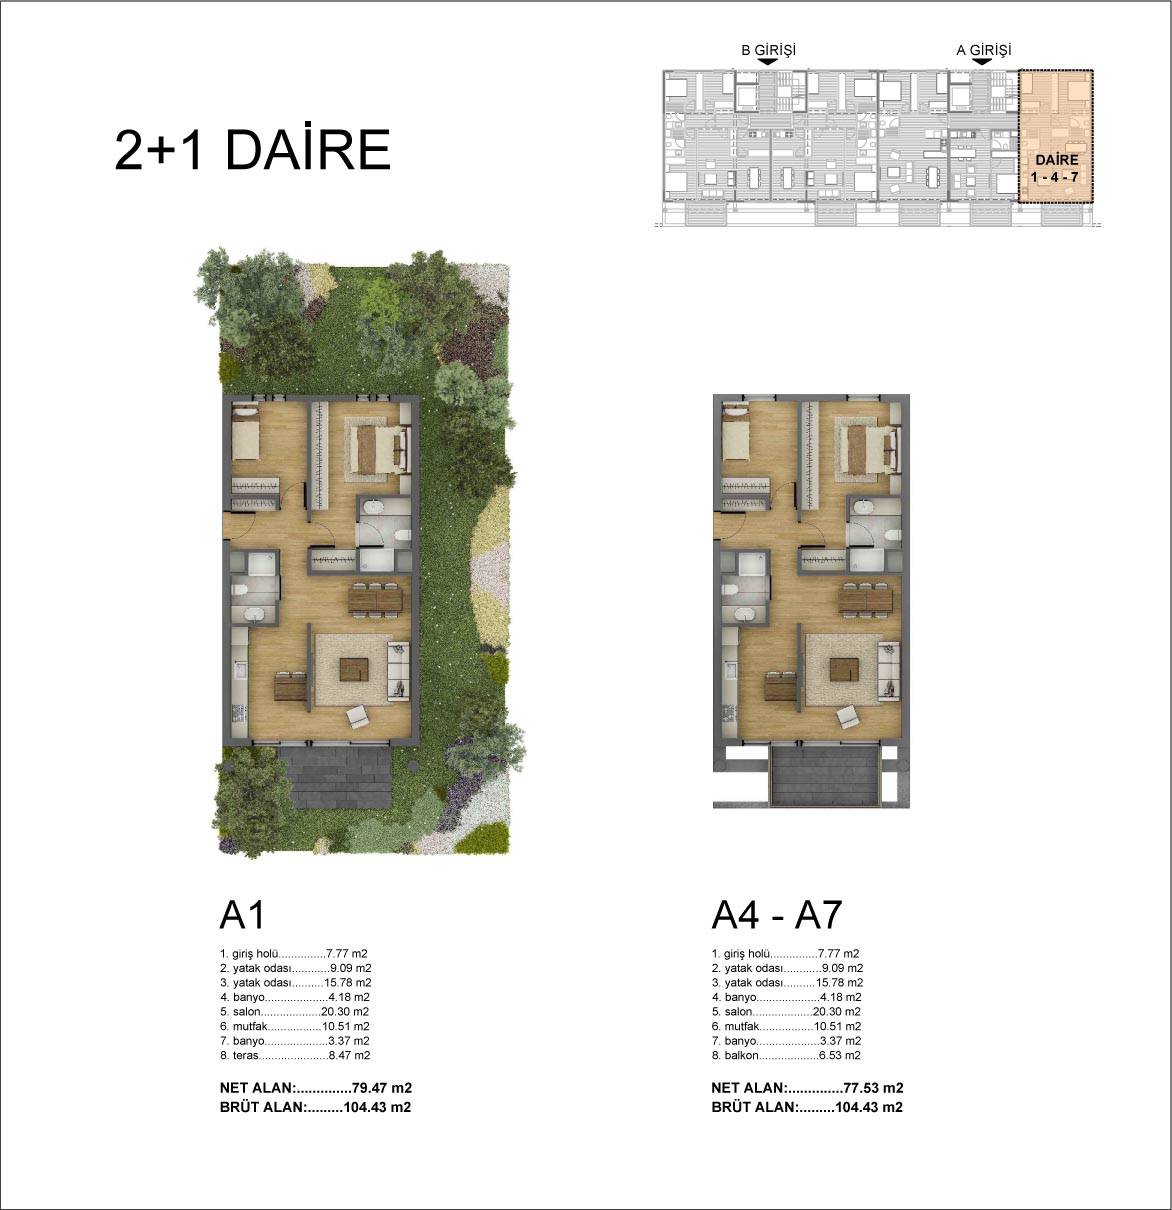 B GİRİŞİ
A GİRİŞİ
2+1 DAİRE
DAİRE
1 - 4 - 7
A1
1. giriş holü...............7.77 m2
2. yatak odası............9.09 m2
3. yatak odası..........15.78 m2
4. banyo....................4.18 m2
5. salon...................20.30 m2
6. mutfak.................10.51 m2
7. banyo....................3.37 m2
8. teras......................8.47 m2
NET ALAN:..............79.47 m2
BRÜT ALAN:.........104.43 m2
A4 - A7
1. giriş holü...............7.77 m2
2. yatak odası............9.09 m2
3. yatak odası..........15.78 m2
4. banyo....................4.18 m2
5. salon...................20.30 m2
6. mutfak.................10.51 m2
7. banyo....................3.37 m2
8. balkon...................6.53 m2
NET ALAN:..............77.53 m2
BRÜT ALAN:.........104.43 m2